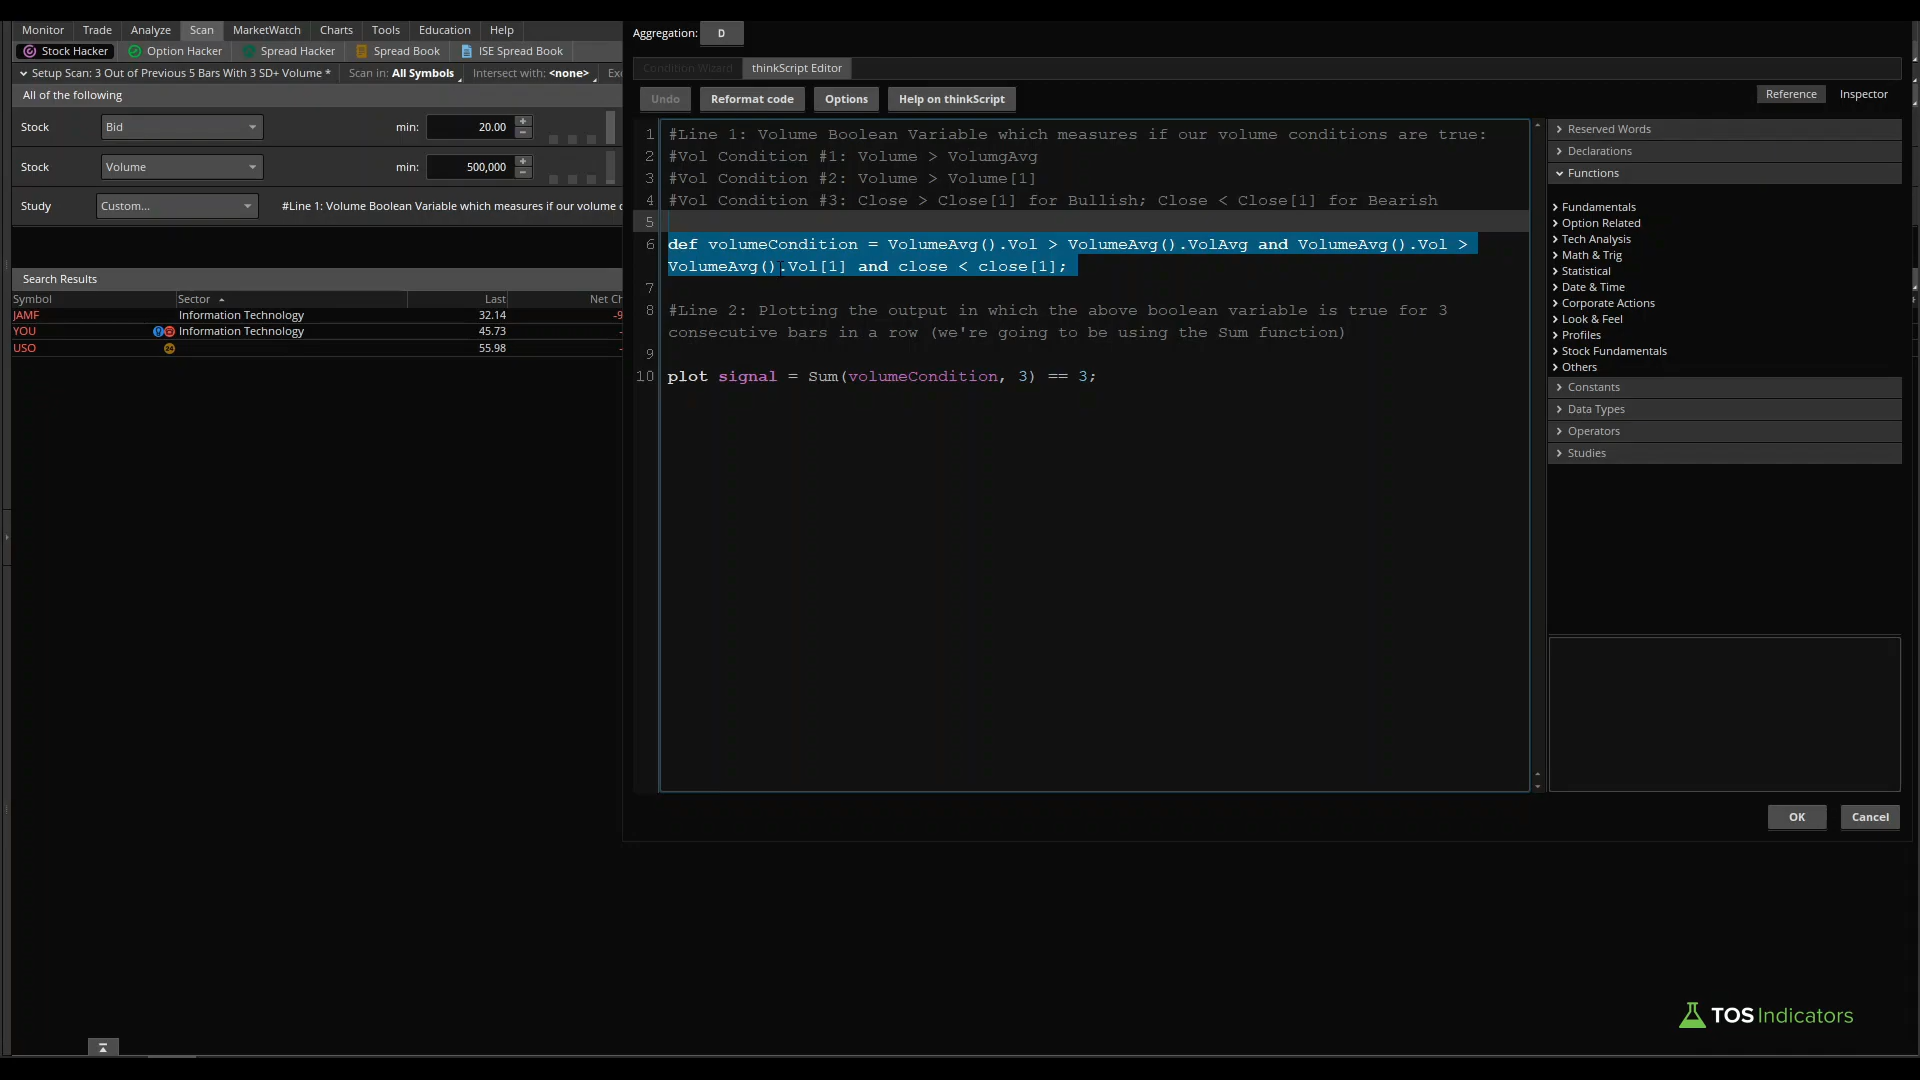 Monitor Trade Analyze Scan MarketWatch Charts Tools Education Help
Stock Hacker Option Hacker Spread Hacker Spread Book ISE Spread Book
Setup Scan: 3 Out of Previous 5 Bars With 3 SD+ Volume * Scan in: All Symbols Intersect with: <none>
All of the following
Stock Bid min: 20.00
Stock Volume min: 500,000
Study Custom... #Line 1: Volume Boolean Variable which measures if our volume
Search Results
Symbol Sector Last Net Ch
JAMF Information Technology 32.14
YOU Information Technology 45.73
USO 24 55.98
Aggregation: D
Condition Wizard thinkScript Editor
Undo Reformat code Options Help on thinkScript
1 #Line 1: Volume Boolean Variable which measures if our volume conditions are true:
2 #Vol Condition #1: Volume > VolumgAvg
3 #Vol Condition #2: Volume > Volume[1]
4 #Vol Condition #3: Close > Close[1] for Bullish; Close < Close[1] for Bearish
5
6 def volumeCondition = VolumeAvg().Vol > VolumeAvg().VolAvg and VolumeAvg().Vol >
VolumeAvg().Vol[1] and close < close[1];
7
8 #Line 2: Plotting the output in which the above boolean variable is true for 3
consecutive bars in a row (we're going to be using the Sum function)
9
10 plot signal = Sum(volumeCondition, 3) == 3;
Reference Inspector
Reserved Words
Declarations
Functions
Fundamentals
Option Related
Tech Analysis
Math & Trig
Statistical
Date & Time
Corporate Actions
Look & Feel
Profiles
Stock Fundamentals
Others
Constants
Data Types
Operators
Studies
OK Cancel
TOS Indicators